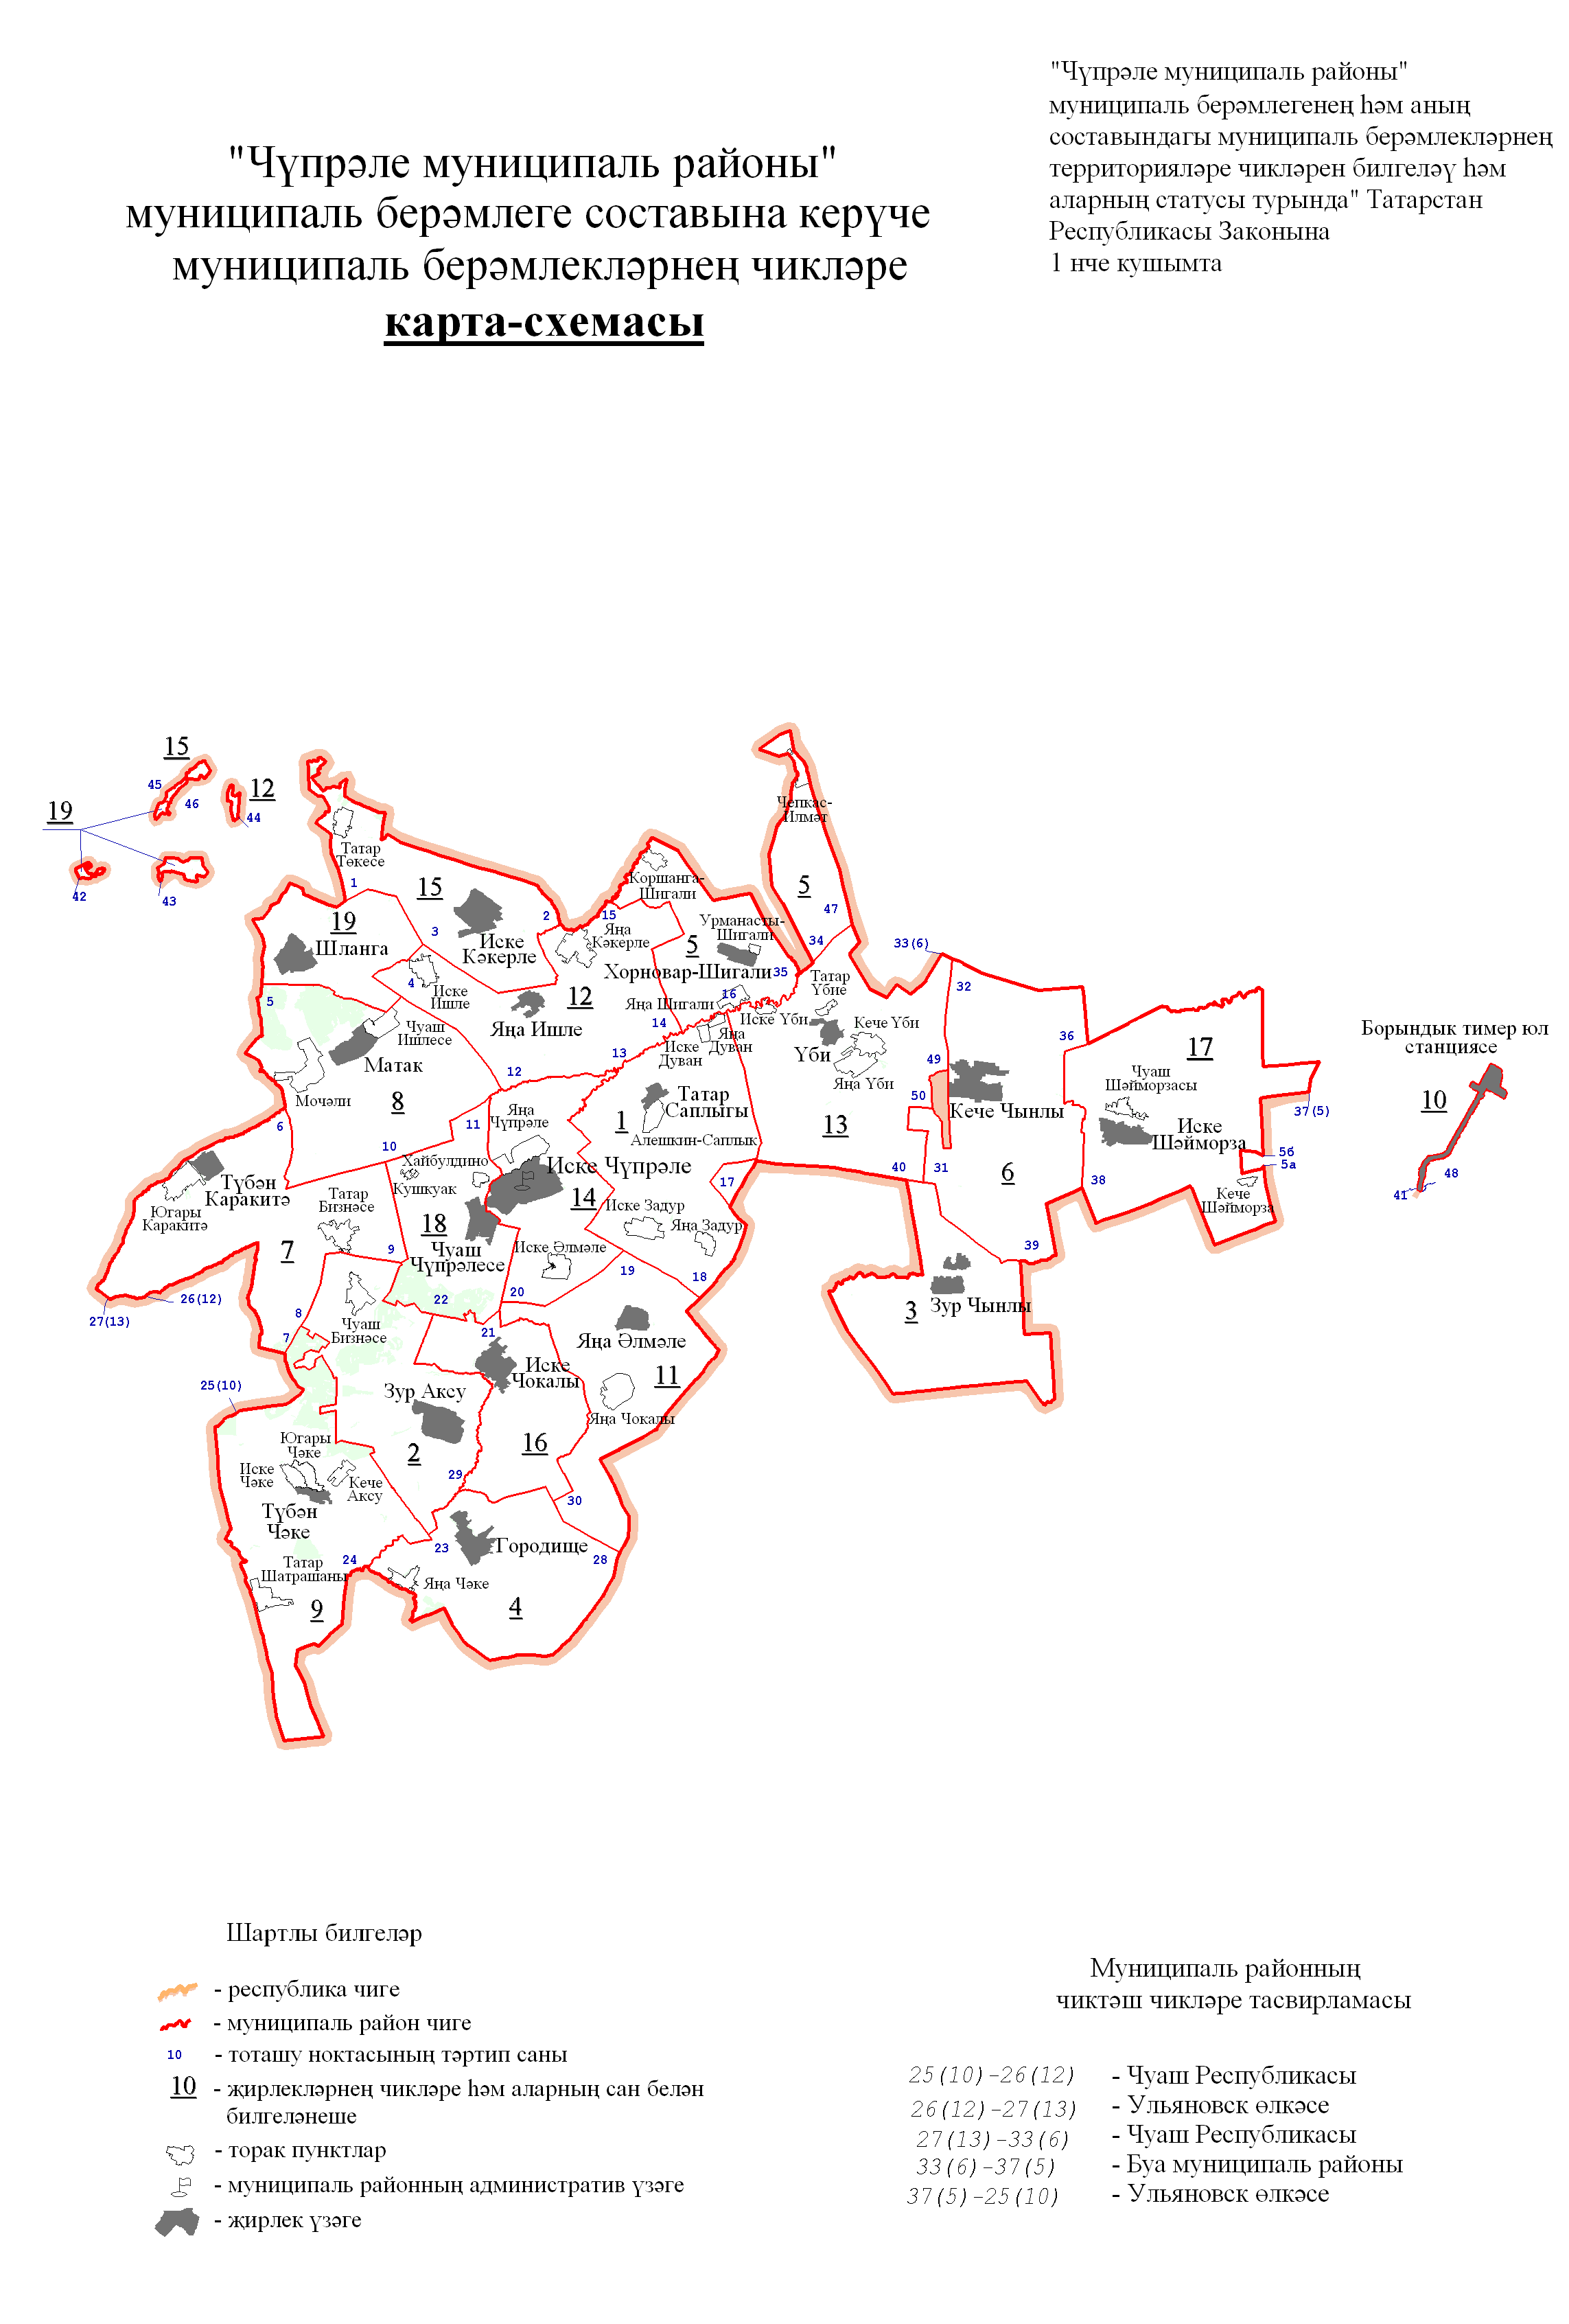 "Чүпрәле муниципаль районы"
муниципаль берәмлегенең һәм аның
составындагы муниципаль берәмлекләрнең
территорияләре чикләрен билгеләү һәм
аларның статусы турында" Татарстан
Республикасы Законына
1 нче кушымта
"Чүпрәле муниципаль районы"
муниципаль берәмлеге составына керүче
муниципаль берәмлекләрнең чикләре
карта-схемасы
15
45
46
12
44
19
42
43
Татар
Төкесе
1
15
3
2
Иске
Кәкерле
19
Шланга
4
Иске
Ишле
5
Чуаш
Ишлесе
Матак
Мочәли
8
6
10
11
12
Яңа Ишле
12
Яңа
Кәкерле
15
Коршанга-
Шигали
Урманасты-
Шигали
5
Хорновар-Шигали
35
Яңа Шигали
16
14
13
Чепкас-
Илмәт
5
47
34
33(6)
Татар
Үбие
Иске Үби
Кече Үби
Үби
Яңа Үби
Яңа
Дуван
Иске
Дуван
13
49
50
32
36
Кече Чынлы
40
31
6
39
38
17
Чуаш
Шәйморзасы
Иске
Шәйморза
37(5)
5б
5а
Кече
Шәйморза
Борындык тимер юл
станциясе
10
48
41
Татар
Саплыгы
1
Алешкин-Саплык
17
Яңа
Чүпрәле
Хайбулдино
Кушкуак
Иске Чүпрәле
14
Иске Задур
Яңа Задур
18
Чуаш
Чүпрәлесе
Иске Әлмәле
19
18
20
22
21
Түбән
Каракитә
Югары
Каракитә
Татар
Бизнәсе
7
9
26(12)
27(13)
8
7
Чуаш
Бизнәсе
25(10)
Яңа Әлмәле
11
Иске
Чокалы
Яңа Чокалы
Зур Аксу
2
16
29
30
Югары
Чәке
Иске
Чәке
Кече
Аксу
Түбән
Чәке
Городище
23
28
24
Татар
Шатрашаны
Яңа Чәке
9
4
3
Зур Чынлы
Шартлы билгеләр
- республика чиге
- муниципаль район чиге
10 - тоташу ноктасының тәртип саны
10 - җирлекләрнең чикләре һәм аларның сан белән
билгеләнеше
- торак пунктлар
- муниципаль районның административ үзәге
- җирлек үзәге
Муниципаль районның
чиктәш чикләре тасвирламасы
25(10)-26(12) - Чуаш Республикасы
26(12)-27(13) - Ульяновск өлкәсе
27(13)-33(6) - Чуаш Республикасы
33(6)-37(5) - Буа муниципаль районы
37(5)-25(10) - Ульяновск өлкәсе